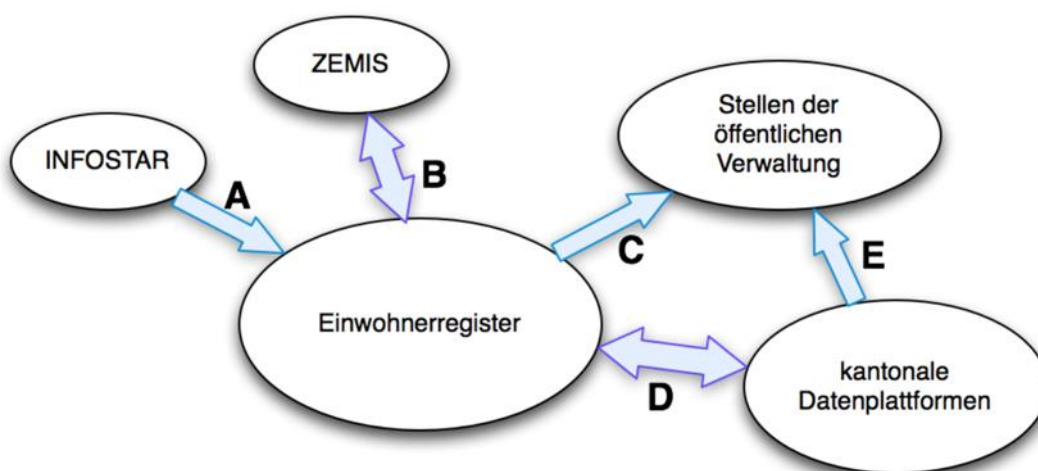 ZEMIS
INFOSTAR
Stellen der
öffentlichen
Verwaltung
A
B
C
E
Einwohnerregister
D
kantonale
Datenplattformen